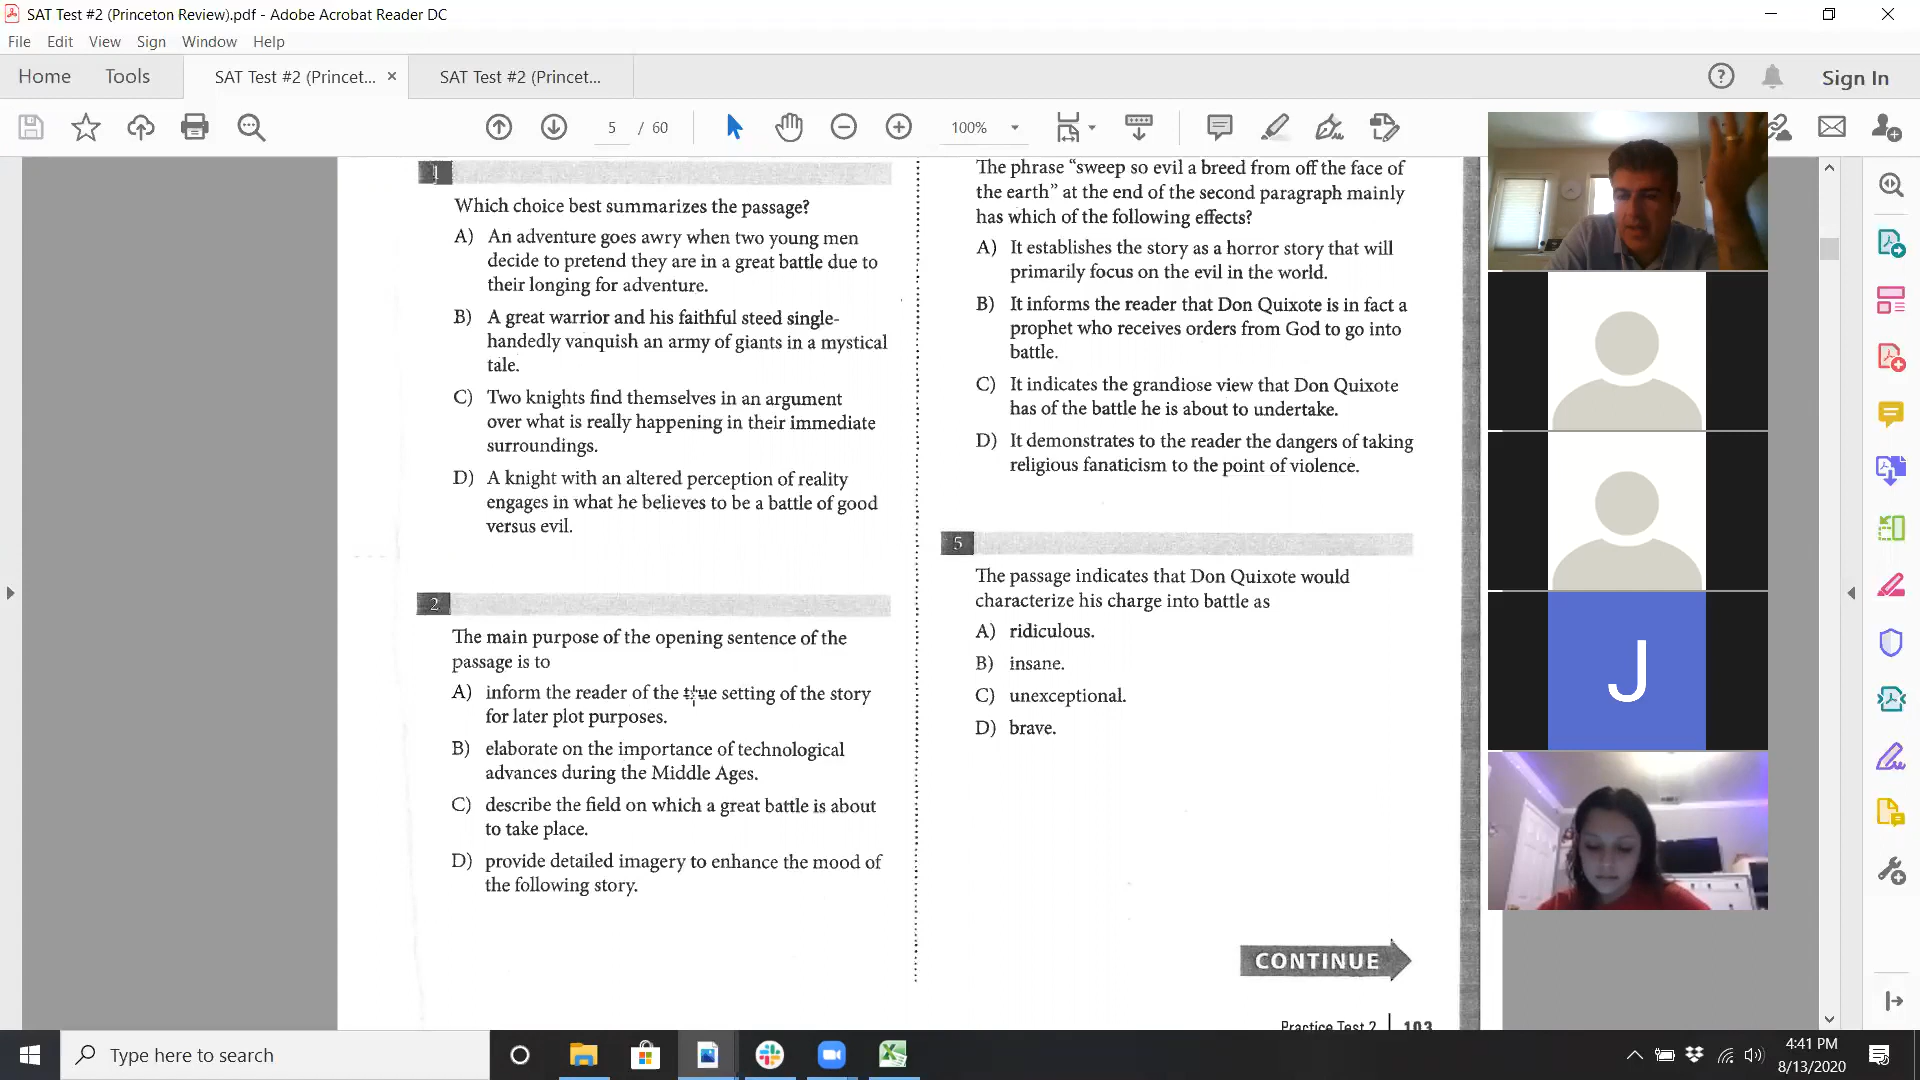 SAT Test #2 (Princeton Review).pdf - Adobe Acrobat Reader DC
File Edit View Sign Window Help
Home Tools SAT Test #2 (Princet... × SAT Test #2 (Princet... Sign In
5 / 60 100%
1
Which choice best summarizes the passage?
A) An adventure goes awry when two young men
decide to pretend they are in a great battle due to
their longing for adventure.
B) A great warrior and his faithful steed single-
handedly vanquish an army of giants in a mystical
tale.
C) Two knights find themselves in an argument
over what is really happening in their immediate
surroundings.
D) A knight with an altered perception of reality
engages in what he believes to be a battle of good
versus evil.
2
The main purpose of the opening sentence of the
passage is to
A) inform the reader of the true setting of the story
for later plot purposes.
B) elaborate on the importance of technological
advances during the Middle Ages.
C) describe the field on which a great battle is about
to take place.
D) provide detailed imagery to enhance the mood of
the following story.
The phrase “sweep so evil a breed from off the face of
the earth” at the end of the second paragraph mainly
has which of the following effects?
A) It establishes the story as a horror story that will
primarily focus on the evil in the world.
B) It informs the reader that Don Quixote is in fact a
prophet who receives orders from God to go into
battle.
C) It indicates the grandiose view that Don Quixote
has of the battle he is about to undertake.
D) It demonstrates to the reader the dangers of taking
religious fanaticism to the point of violence.
5
The passage indicates that Don Quixote would
characterize his charge into battle as
A) ridiculous.
B) insane.
C) unexceptional.
D) brave.
CONTINUE
Practice Test 2 | 103
J
Type here to search
4:41 PM
8/13/2020